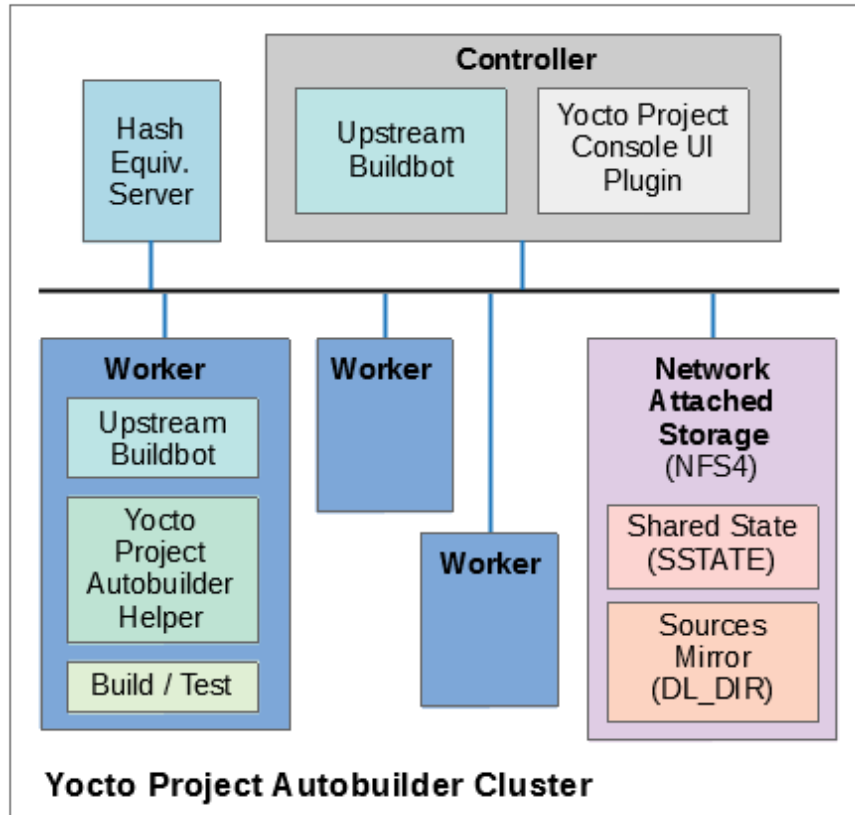 Controller
Hash
Equiv.
Server
Upstream
Buildbot
Yocto Project
Console UI
Plugin
Worker
Upstream
Buildbot
Yocto
Project
Autobuilder
Helper
Build / Test
Worker
Worker
Network
Attached
Storage
(NFS4)
Shared State
(SSTATE)
Sources
Mirror
(DL_DIR)
Yocto Project Autobuilder Cluster